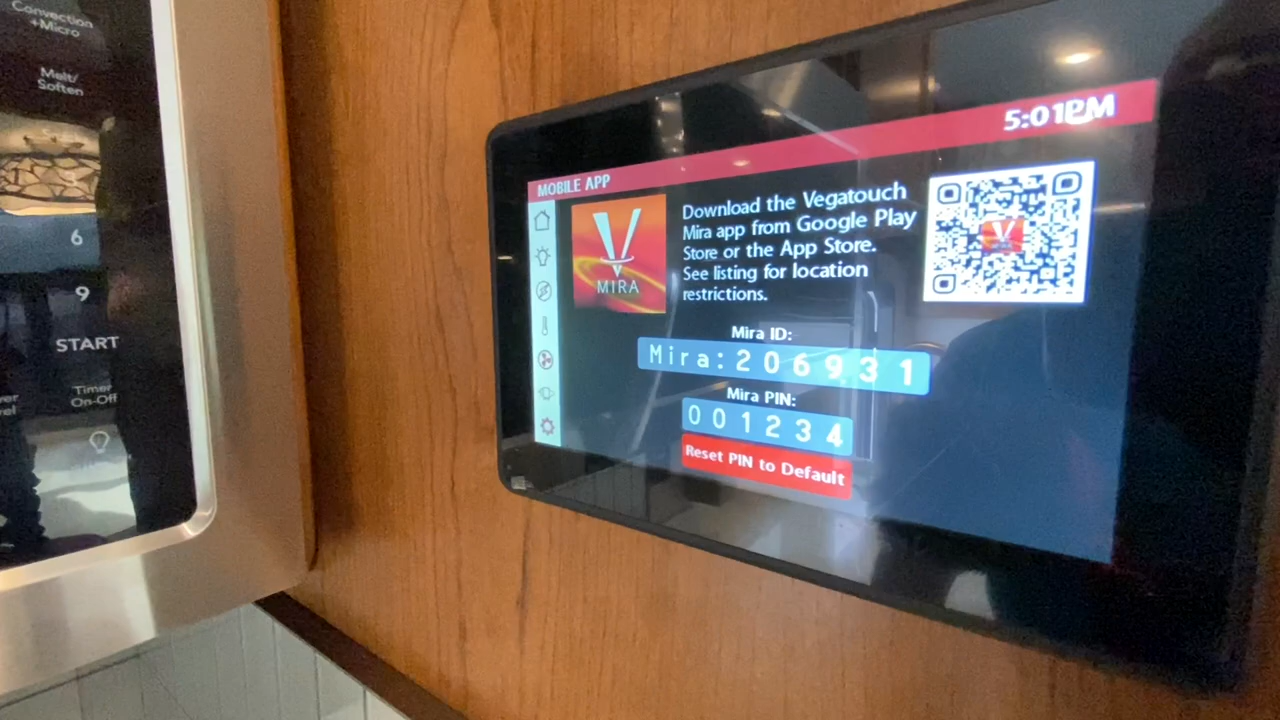 Convection
+Micro
Melt/
Soften
6
9
START
Timer
On-Off
5:01PM
MOBILE APP
MIRA
Download the Vegatouch
Mira app from Google Play
Store or the App Store.
See listing for location
restrictions.
Mira ID:
Mira:206931
Mira PIN:
001234
Reset PIN to Default